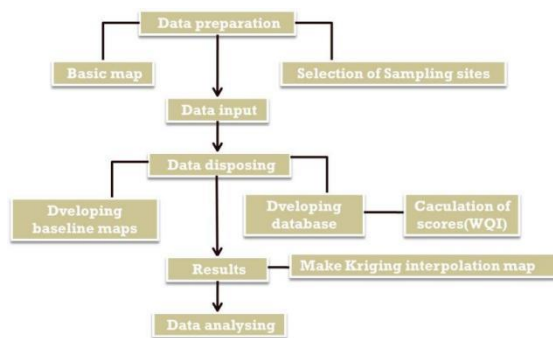 Data preparation
Basic map
Selection of Sampling sites
Data input
Data disposing
Dveloping
baseline maps
Dveloping
database
Caculation of
scores(WQI)
Results
Make Kriging interpolation map
Data analysing